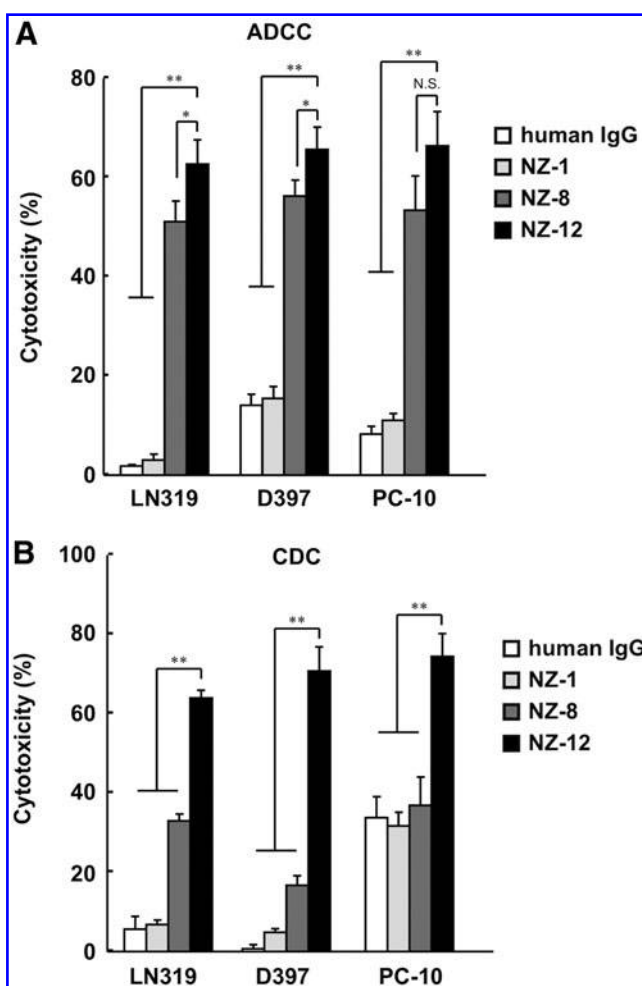 A
ADCC
Cytotoxicity (%)
80
60
40
20
0
**
*
**
*
**
N.S.
LN319
D397
PC-10
human IgG
NZ-1
NZ-8
NZ-12
B
CDC
Cytotoxicity (%)
100
80
60
40
20
0
**
**
**
LN319
D397
PC-10
human IgG
NZ-1
NZ-8
NZ-12